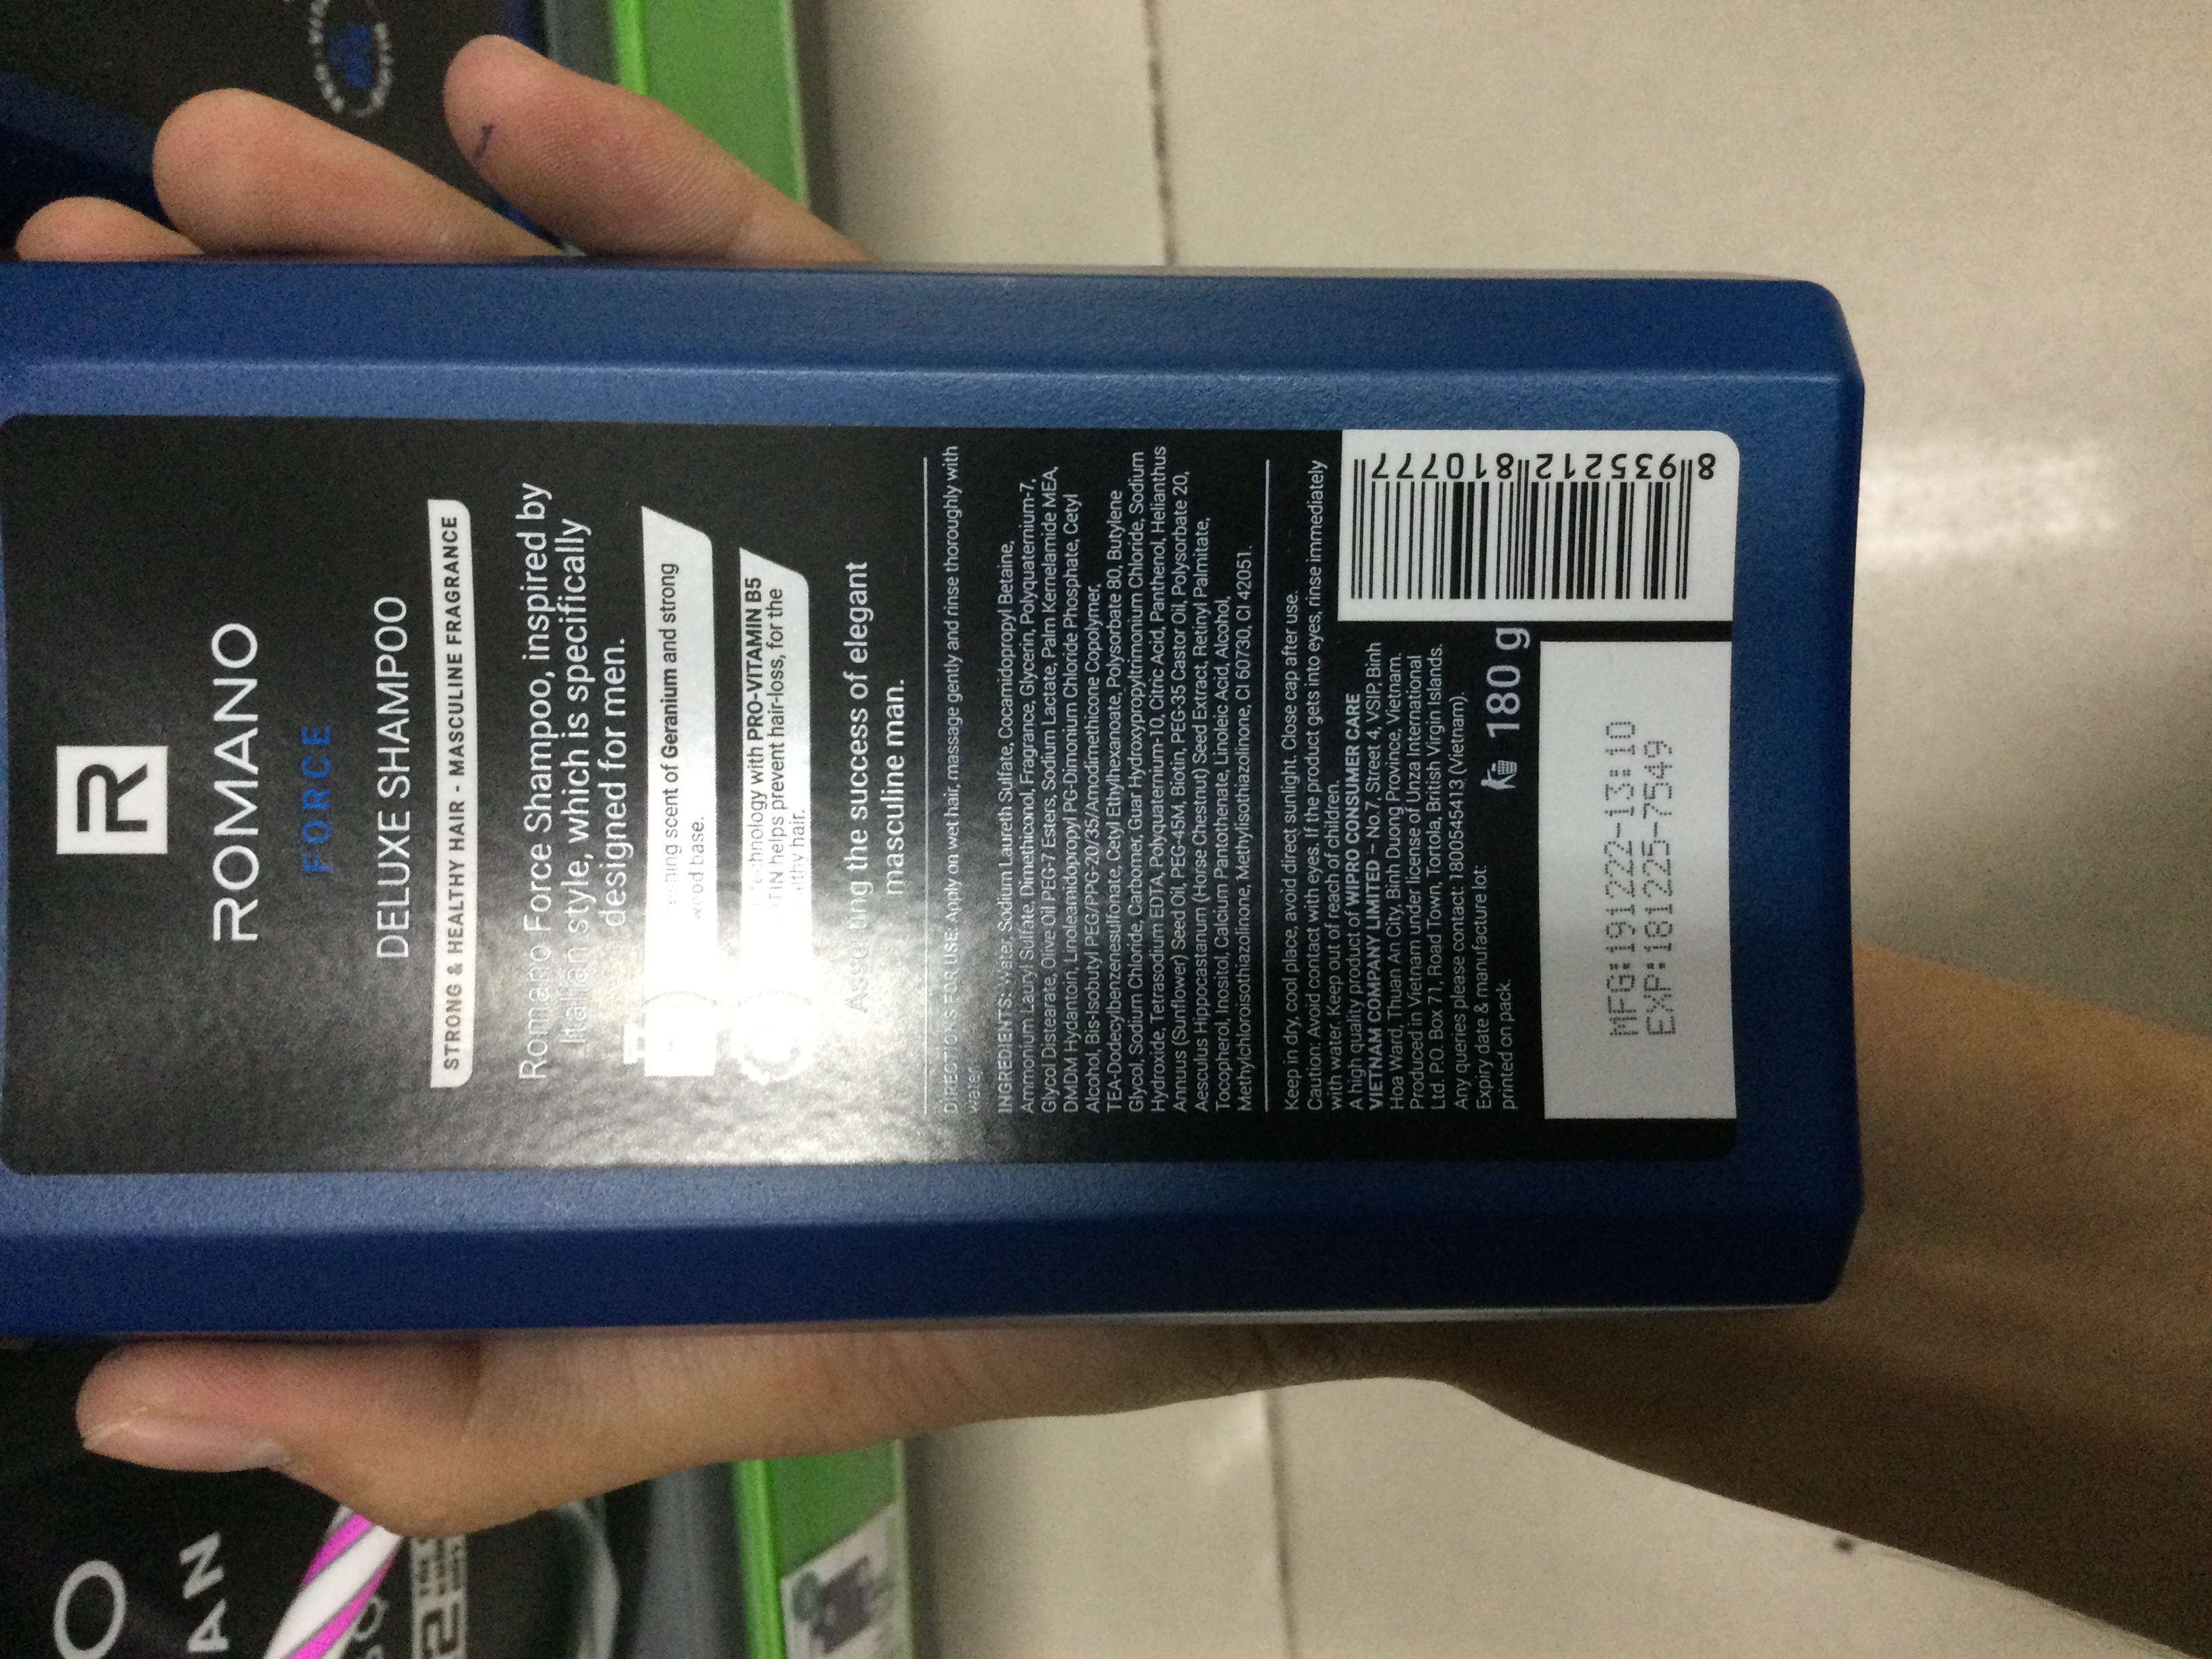 R
ROMANO
FORCE
DELUXE SHAMPOO
STRONG & HEALTHY HAIR - MASCULINE FRAGRANCE
Romano Force Shampoo, inspired by
Italian style, which is specifically
designed for men.
scent of Geranium and strong
wood base.
technology with PRO-VITAMIN B5
helps prevent hair-loss, for the
hair.
the success of elegant
masculine man.
DIRECTIONS FOR USE: Apply on wet hair, massage gently and rinse thoroughly with
water.
INGREDIENTS: Water, Sodium Laureth Sulfate, Cocamidopropyl Betaine,
Ammonium Lauryl Sulfate, Dimethiconol, Fragrance, Glycerin, Polyquaternium-7,
Glycol Distearate, Olive Oil PEG-7 Esters, Sodium Lactate, Palm Kernelamide MEA,
DMDM Hydantoin, Linoleamidopropyl PG-Dimonium Chloride Phosphate, Cetyl
Alcohol, Bis-Isobutyl PEG/PPG-20/35/Amodimethicone Copolymer,
TEA-Dodecylbenzenesulfonate, Cetyl Ethylhexanoate, Polysorbate 80, Butylene
Glycol, Sodium Chloride, Carbomer, Guar Hydroxypropyltrimonium Chloride, Sodium
Hydroxide, Tetrasodium EDTA, Polyquaternium-10, Citric Acid, Panthenol, Helianthus
Annuus (Sunflower) Seed Oil, PEG-45M, Biotin, PEG-35 Castor Oil, Polysorbate 20,
Aesculus Hippocastanum (Horse Chestnut) Seed Extract, Retinyl Palmitate,
Tocopherol, Inositol, Calcium Pantothenate, Linoleic Acid, Alcohol,
Methylchloroisothiazolinone, Methylisothiazolinone, CI 60730, CI 42051.
Keep in dry, cool place, avoid direct sunlight. Close cap after use.
Caution: Avoid contact with eyes. If the product gets into eyes, rinse immediately
with water. Keep out of reach of children.
A high quality product of WIPRO CONSUMER CARE
VIETNAM COMPANY LIMITED - No.7, Street 4, VSIP, Binh
Hoa Ward, Thuan An City, Binh Duong Province, Vietnam.
Produced in Vietnam under license of Unza International
Ltd. P.O. Box 71, Road Town, Tortola, British Virgin Islands.
Any queries please contact: 1800545413 (Vietnam).
Expiry date & manufacture lot:
printed on pack.
180 g
MFG:191222-13:10
EXP:181225-7549
8 935212 810777
O
AN
2